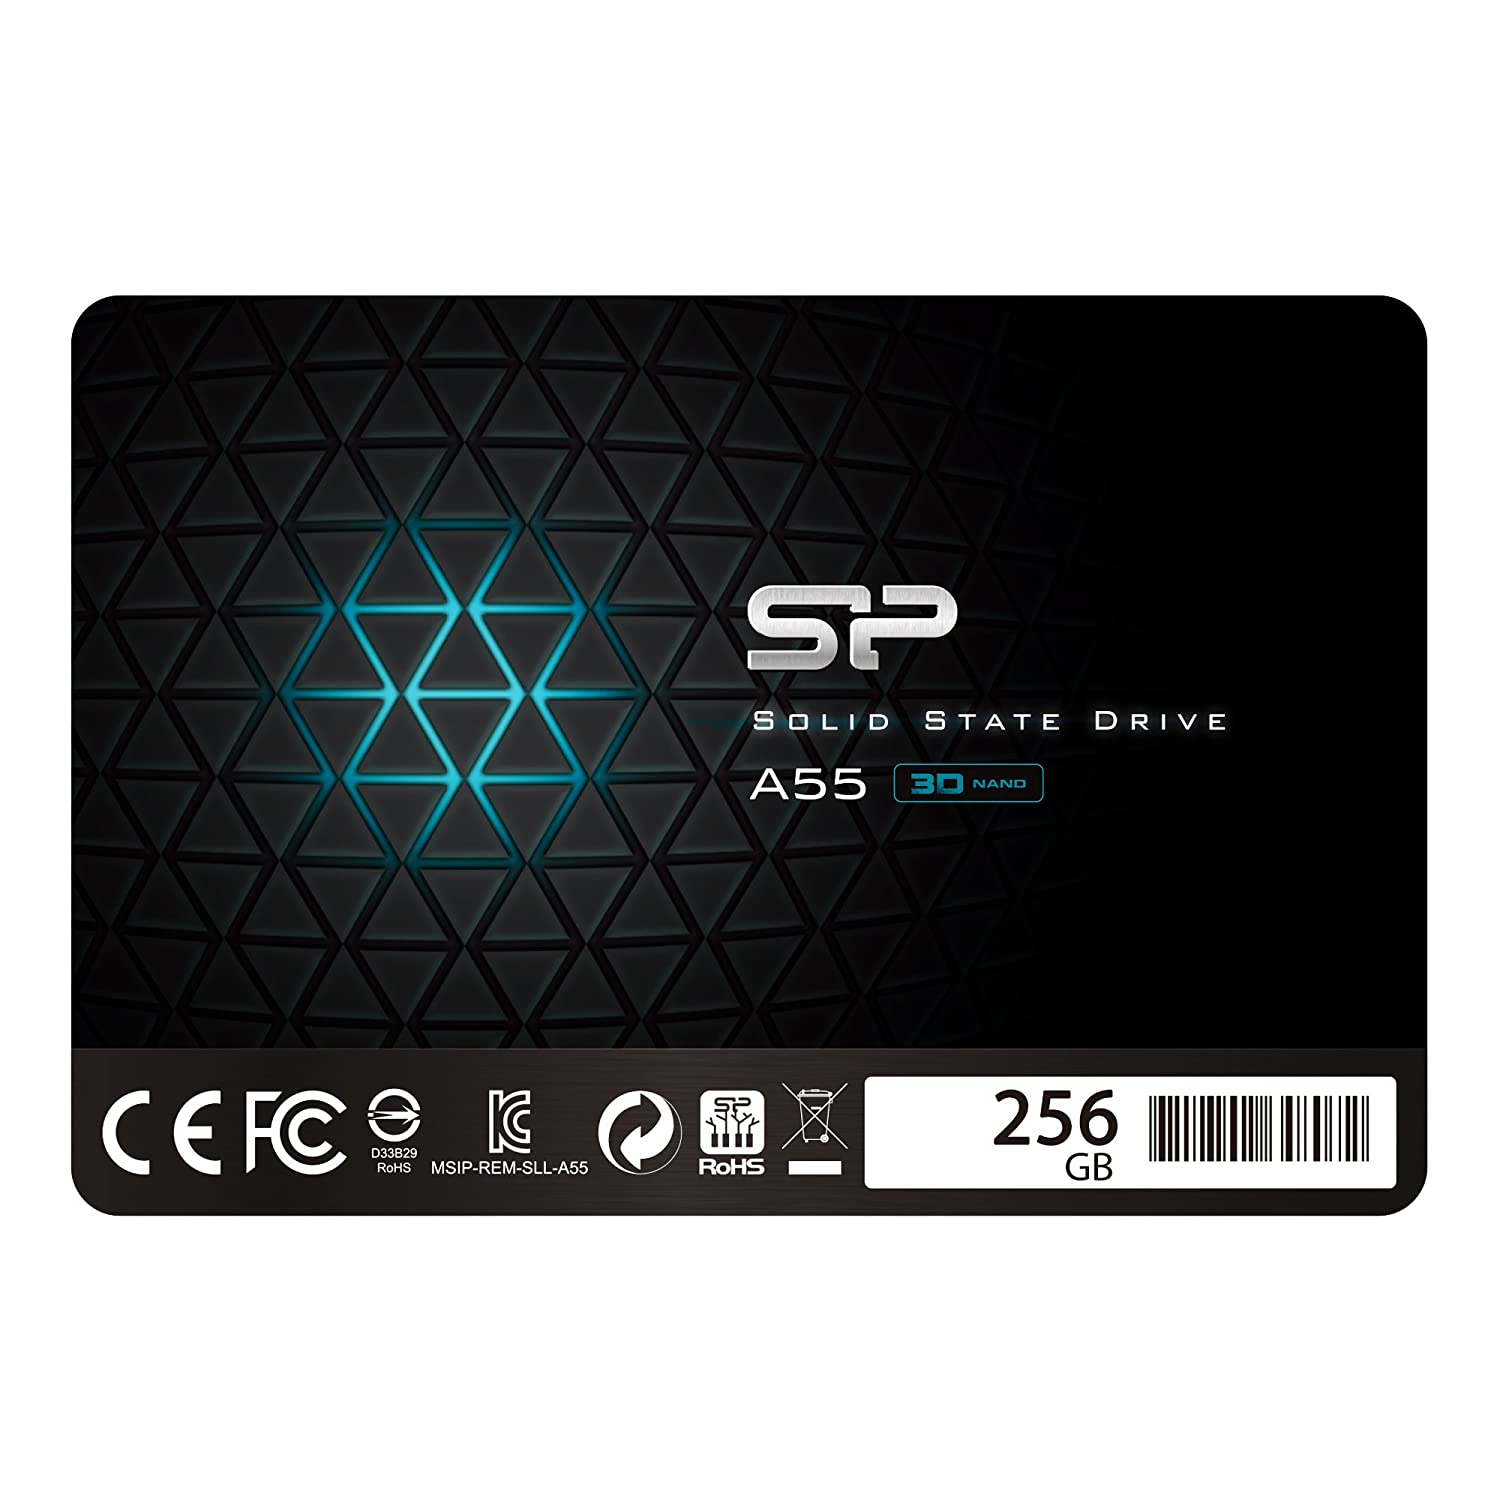 SP
SOLID STATE DRIVE
A55 3D NAND
CE FC D33B29 RoHS
MSIP-REM-SLL-A55
SP
RoHS
256
GB